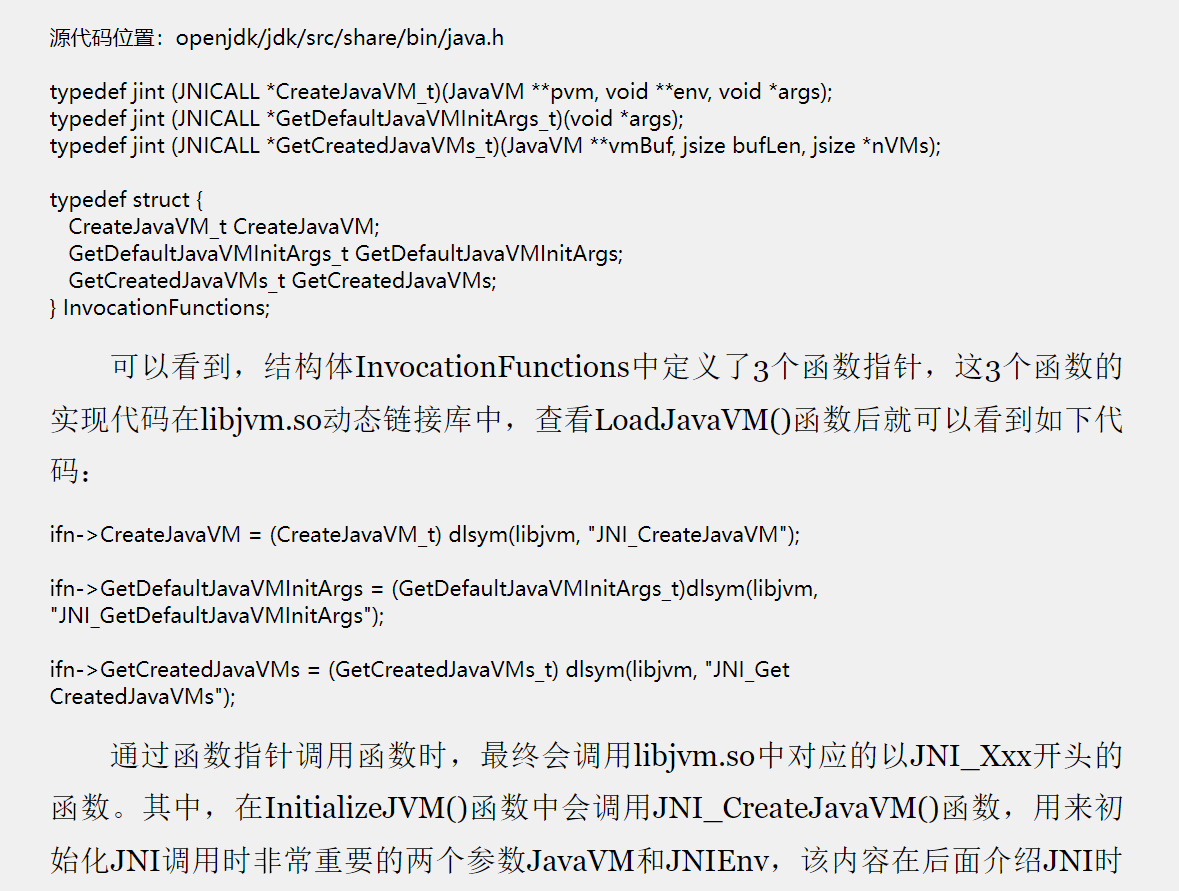 源代码位置：openjdk/jdk/src/share/bin/java.h
typedef jint (JNICALL *CreateJavaVM_t)(JavaVM **pvm, void **env, void *args);
typedef jint (JNICALL *GetDefaultJavaVMInitArgs_t)(void *args);
typedef jint (JNICALL *GetCreatedJavaVMs_t)(JavaVM **vmBuf, jsize bufLen, jsize *nVMs);
typedef struct {
CreateJavaVM_t CreateJavaVM;
GetDefaultJavaVMInitArgs_t GetDefaultJavaVMInitArgs;
GetCreatedJavaVMs_t GetCreatedJavaVMs;
} InvocationFunctions;
可以看到，结构体InvocationFunctions中定义了3个函数指针，这3个函数的
实现代码在libjvm.so动态链接库中，查看LoadJavaVM()函数后就可以看到如下代
码：
ifn->CreateJavaVM = (CreateJavaVM_t) dlsym(libjvm, "JNI_CreateJavaVM");
ifn->GetDefaultJavaVMInitArgs = (GetDefaultJavaVMInitArgs_t)dlsym(libjvm,
"JNI_GetDefaultJavaVMInitArgs");
ifn->GetCreatedJavaVMs = (GetCreatedJavaVMs_t) dlsym(libjvm, "JNI_Get
CreatedJavaVMs");
通过函数指针调用函数时，最终会调用libjvm.so中对应的以JNI_Xxx开头的
函数。其中，在InitializeJVM()函数中会调用JNI_CreateJavaVM()函数，用来初
始化JNI调用时非常重要的两个参数JavaVM和JNIEnv，该内容在后面介绍JNI时